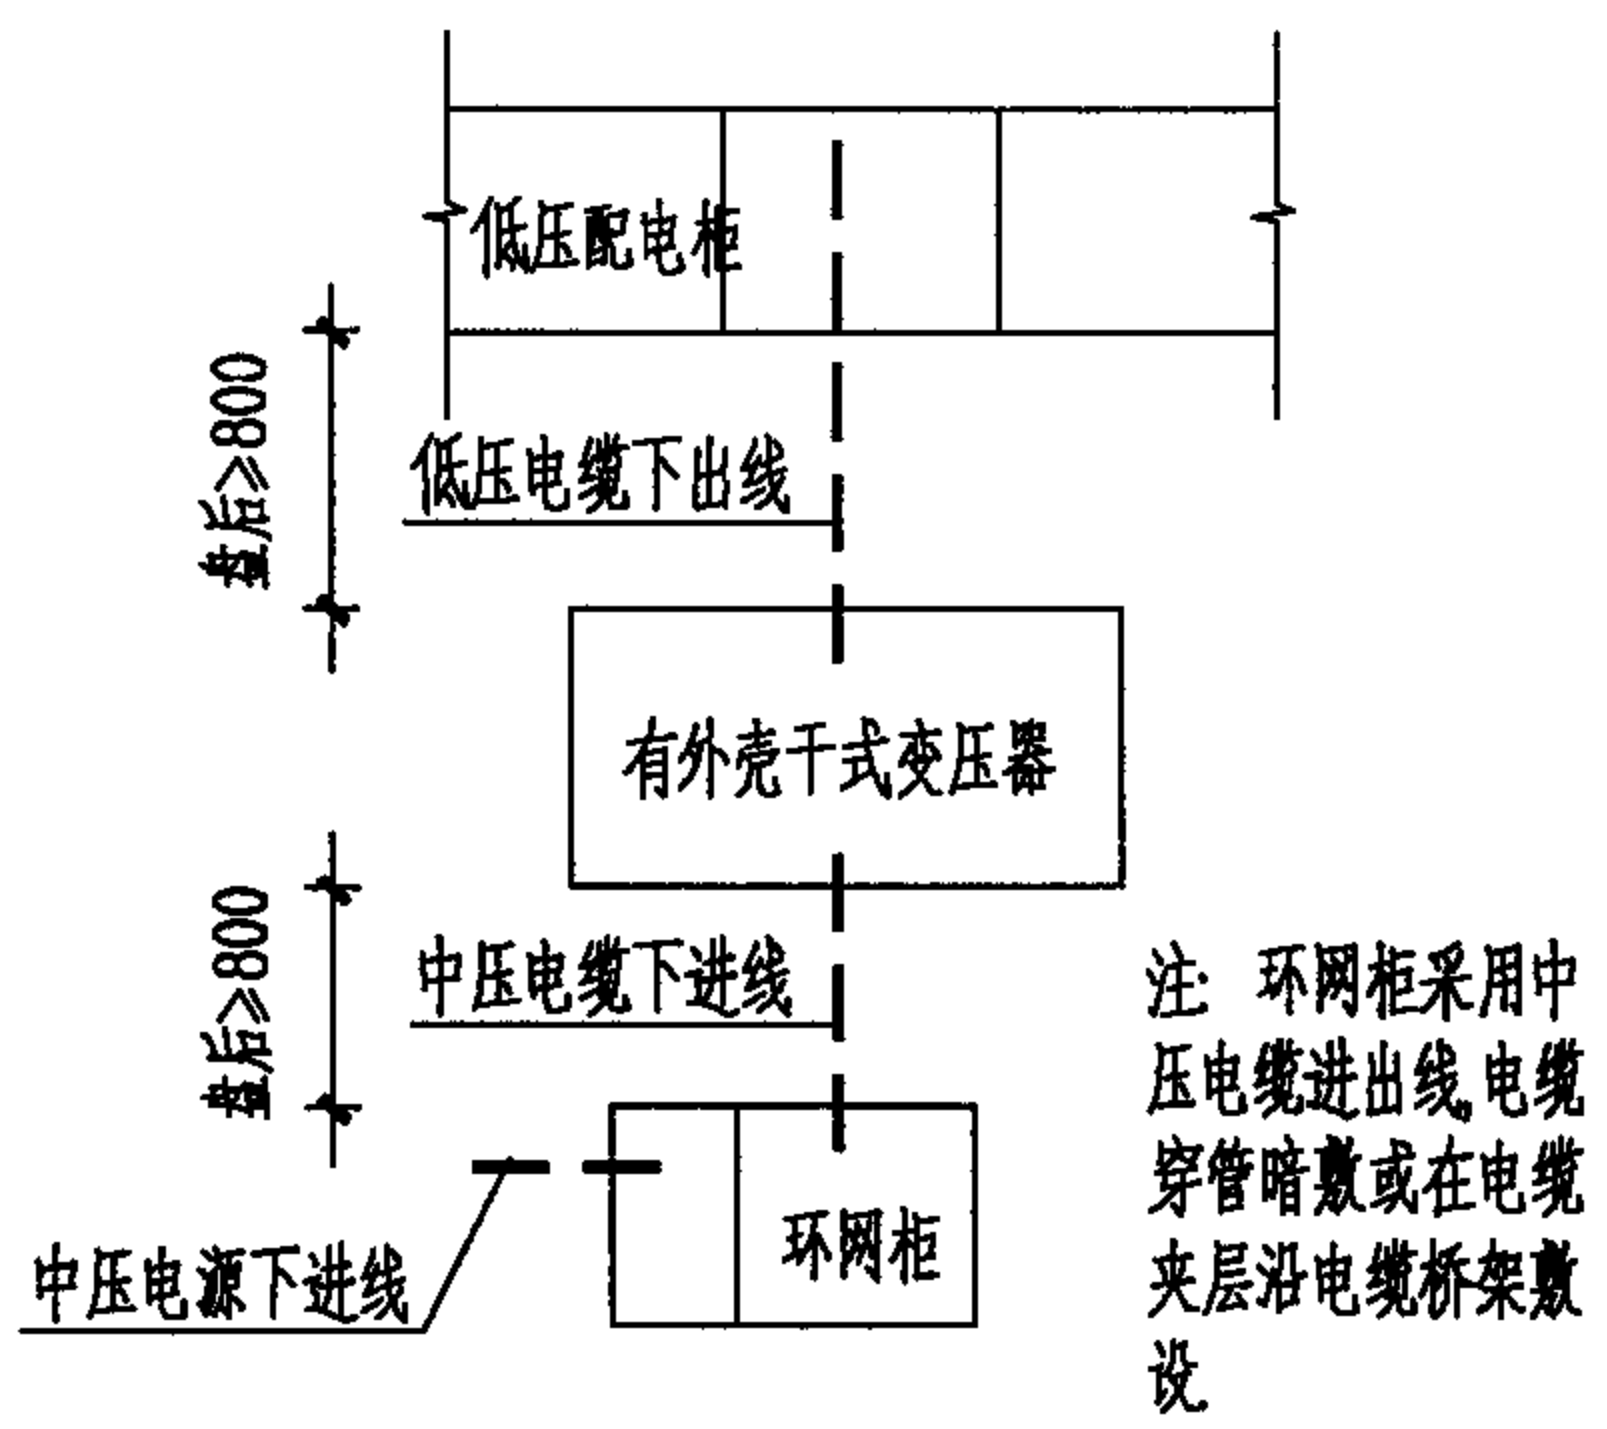 低压配电柜
盘后≥800
低压电缆下出线
有外壳干式变压器
盘后≥800
中压电缆下进线
环网柜
中压电源下进线
注: 环网柜采用中
压电缆进出线,电缆
穿管暗敷或在电缆
夹层沿电缆桥架敷
设.